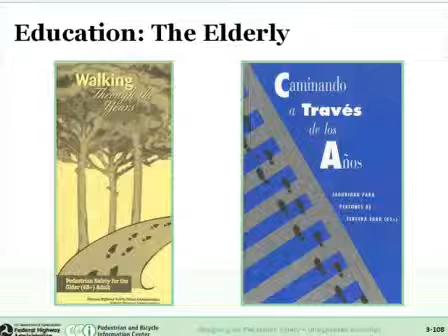 Education: The Elderly
Walking
Through the
Years
Pedestrian Safety for the
Older (65+) Adult
Caminando
a Través
de los
Años
SEGURIDAD PARA
PEATONES DE
TERCERA EDAD (65+)
Federal Highway
Administration
Pedestrian and Bicycle
Information Center
3-108